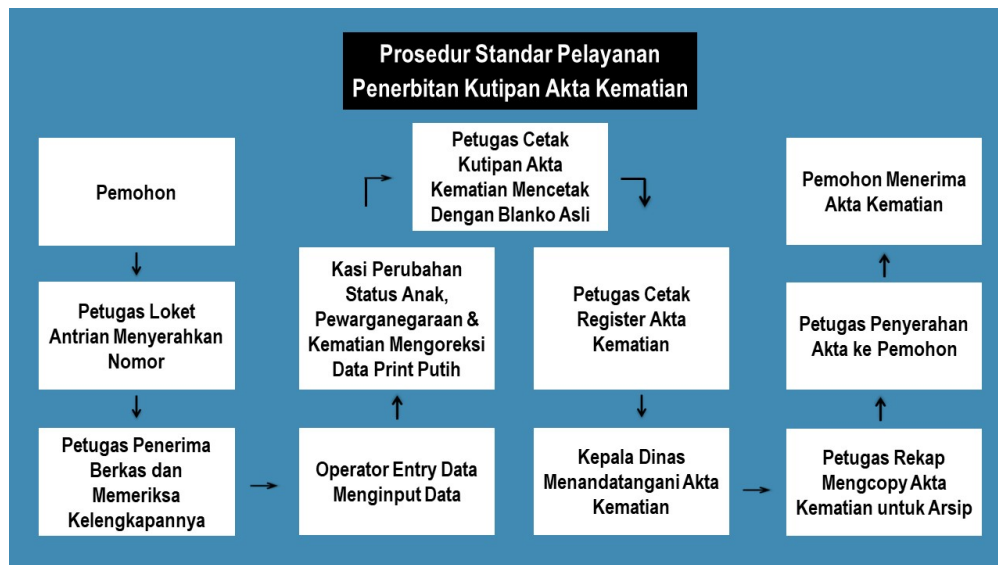 Prosedur Standar Pelayanan
Penerbitan Kutipan Akta Kematian
Pemohon
Petugas Loket
Antrian Menyerahkan
Nomor
Petugas Penerima
Berkas dan
Memeriksa
Kelengkapannya
Operator Entry Data
Menginput Data
Kasi Perubahan
Status Anak,
Pewarganegaraan &
Kematian Mengoreksi
Data Print Putih
Petugas Cetak
Kutipan Akta
Kematian Mencetak
Dengan Blanko Asli
Petugas Cetak
Register Akta
Kematian
Kepala Dinas
Menandatangani Akta
Kematian
Petugas Rekap
Mengcopy Akta
Kematian untuk Arsip
Petugas Penyerahan
Akta ke Pemohon
Pemohon Menerima
Akta Kematian